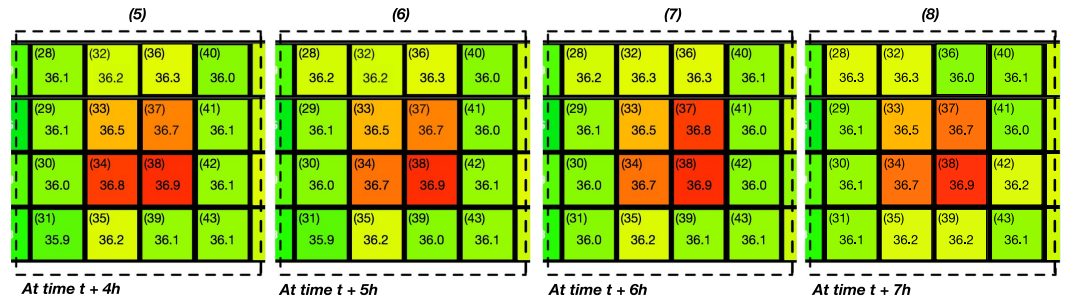 (5) (6) (7) (8)
(28) (32) (36) (40) (28) (32) (36) (40) (28) (32) (36) (40) (28) (32) (36) (40)
36.1 36.2 36.3 36.0 36.2 36.2 36.3 36.0 36.2 36.3 36.3 36.1 36.3 36.3 36.0 36.1
(29) (33) (37) (41) (29) (33) (37) (41) (29) (33) (37) (41) (29) (33) (37) (41)
36.1 36.5 36.7 36.1 36.1 36.5 36.7 36.0 36.1 36.5 36.8 36.0 36.1 36.5 36.7 36.0
(30) (34) (38) (42) (30) (34) (38) (42) (30) (34) (38) (42) (30) (34) (38) (42)
36.0 36.8 36.9 36.1 36.0 36.7 36.9 36.1 36.0 36.7 36.9 36.0 36.1 36.7 36.9 36.2
(31) (35) (39) (43) (31) (35) (39) (43) (31) (35) (39) (43) (31) (35) (39) (43)
35.9 36.2 36.1 36.1 35.9 36.2 36.0 36.1 36.0 36.2 36.1 36.1 36.1 36.2 36.2 36.1
At time t + 4h At time t + 5h At time t + 6h At time t + 7h